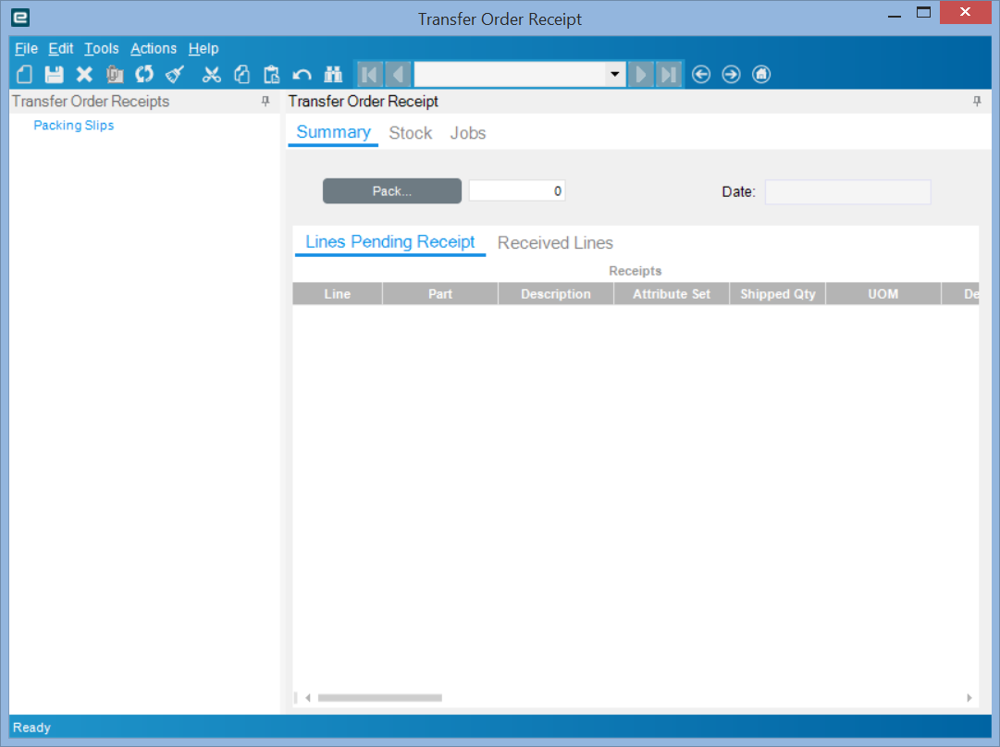 Transfer Order Receipt
File Edit Tools Actions Help
Transfer Order Receipts
Packing Slips
Transfer Order Receipt
Summary Stock Jobs
Pack... 0 Date:
Lines Pending Receipt Received Lines
Receipts
Line Part Description Attribute Set Shipped Qty UOM De
Ready